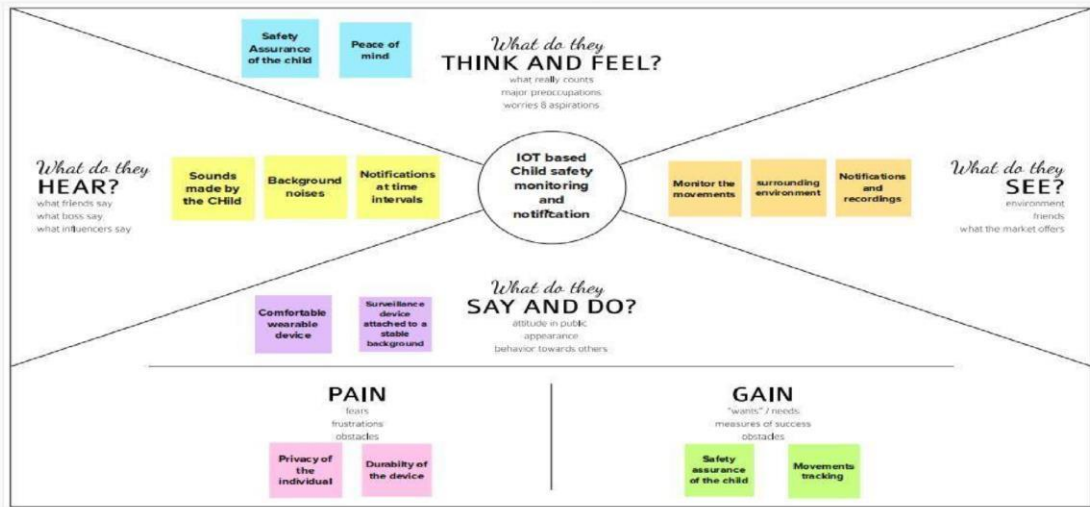 Safety
Assurance
of the child
Peace of
mind
What do they
THINK AND FEEL?
what really counts
major preoccupations
worries & aspirations
What do they
HEAR?
what friends say
what boss say
what influencers say
Sounds
made by
the CHild
Background
noises
Notifications
at time
intervals
IOT based
Child safety
monitoring
and
notification
Monitor the
movements
surrounding
environment
Notifications
and
recordings
What do they
SEE?
environment
friends
what the market offers
Comfortable
wearable
device
Surveillance
device
attached to a
stable
background
What do they
SAY AND DO?
attitude in public
appearance
behavior towards others
PAIN
fears
frustrations
obstacles
Privacy of
the
individual
Durabilty of
the device
GAIN
"wants" / needs
measures of success
obstacles
Safety
assurance
of the child
Movements
tracking